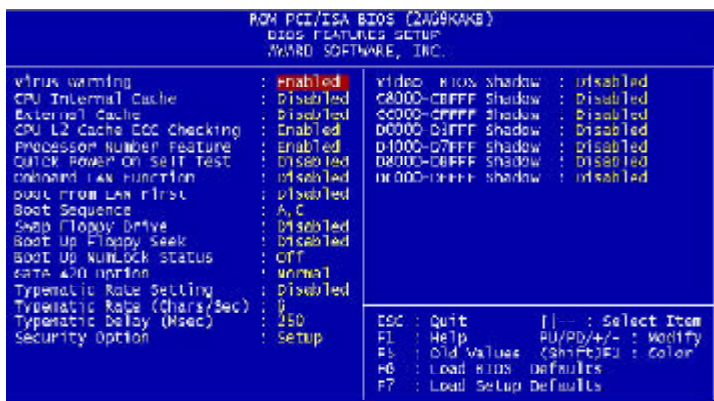 ROM PCI/ISA BIOS (2A69KAKB)
BIOS FEATURES SETUP
AWARD SOFTWARE, INC.
Virus Warning : Enabled
CPU Internal Cache : Disabled
External Cache : Disabled
CPU L2 Cache ECC Checking : Enabled
Processor Number Feature : Enabled
Quick Power On Self Test : Disabled
Onboard LAN Function : Disabled
Boot From LAN First : Disabled
Boot Sequence : A,C
Swap Floppy Drive : Disabled
Boot Up Floppy Seek : Disabled
Boot Up NumLock Status : Off
Gate A20 Option : Normal
Typematic Rate Setting : Disabled
Typematic Rate (Chars/Sec) : 6
Typematic Delay (Msec) : 250
Security Option : Setup
Video BIOS Shadow : Disabled
C8000-CBFFF Shadow : Disabled
CC000-CFFFF Shadow : Disabled
D0000-D3FFF Shadow : Disabled
D4000-D7FFF Shadow : Disabled
D8000-DBFFF Shadow : Disabled
DC000-DFFFF Shadow : Disabled
ESC : Quit : Select Item
F1 : Help PU/PD/+/- : Modify
F5 : Old Values (Shift)F2 : Color
F6 : Load BIOS Defaults
F7 : Load Setup Defaults